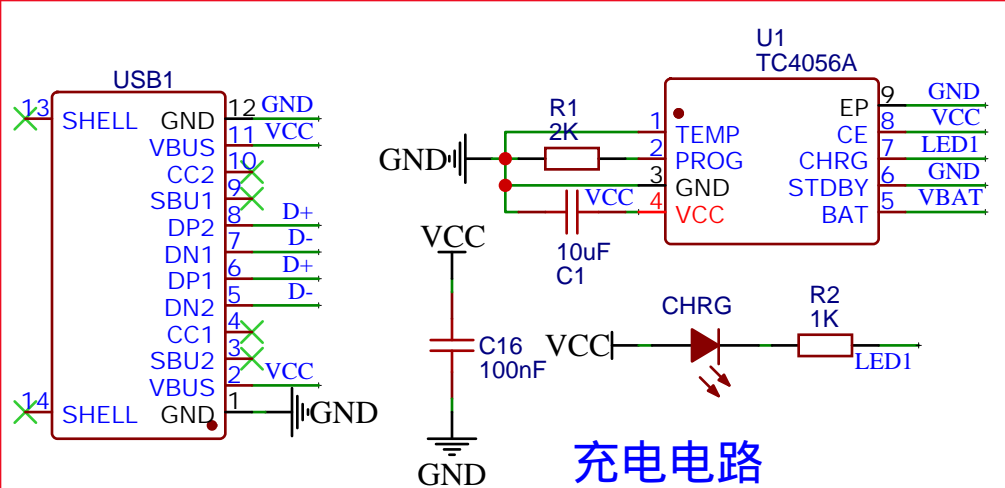 USB1
13 SHELL
14 SHELL
GND 12 GND
VBUS 11 VCC
CC2 10
SBU1 9
DP2 8 D+
DN1 7 D-
DP1 6 D+
DN2 5 D-
CC1 4
SBU2 3
VBUS 2 VCC
GND 1 GND
U1
TC4056A
GND
R1
2K
1 TEMP
2 PROG
3 GND
VCC 4 VCC
10uF
C1
EP 9 GND
CE 8 VCC
CHRG 7 LED1
STDBY 6 GND
BAT 5 VBAT
VCC
C16
100nF
GND
CHRG
VCC
R2
1K
LED1
充电电路